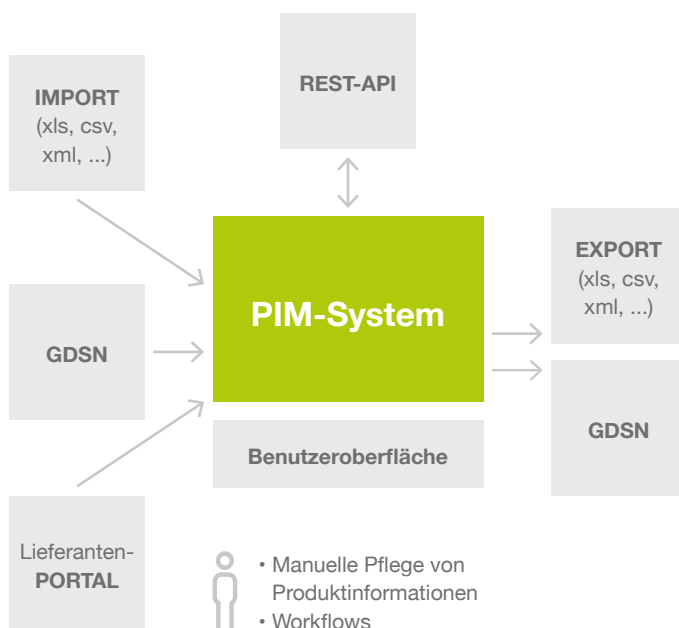 REST-API
IMPORT
(xls, csv,
xml, ...)
PIM-System
EXPORT
(xls, csv,
xml, ...)
GDSN
GDSN
Benutzeroberfläche
Lieferanten-
PORTAL
• Manuelle Pflege von
Produktinformationen
• Workflows